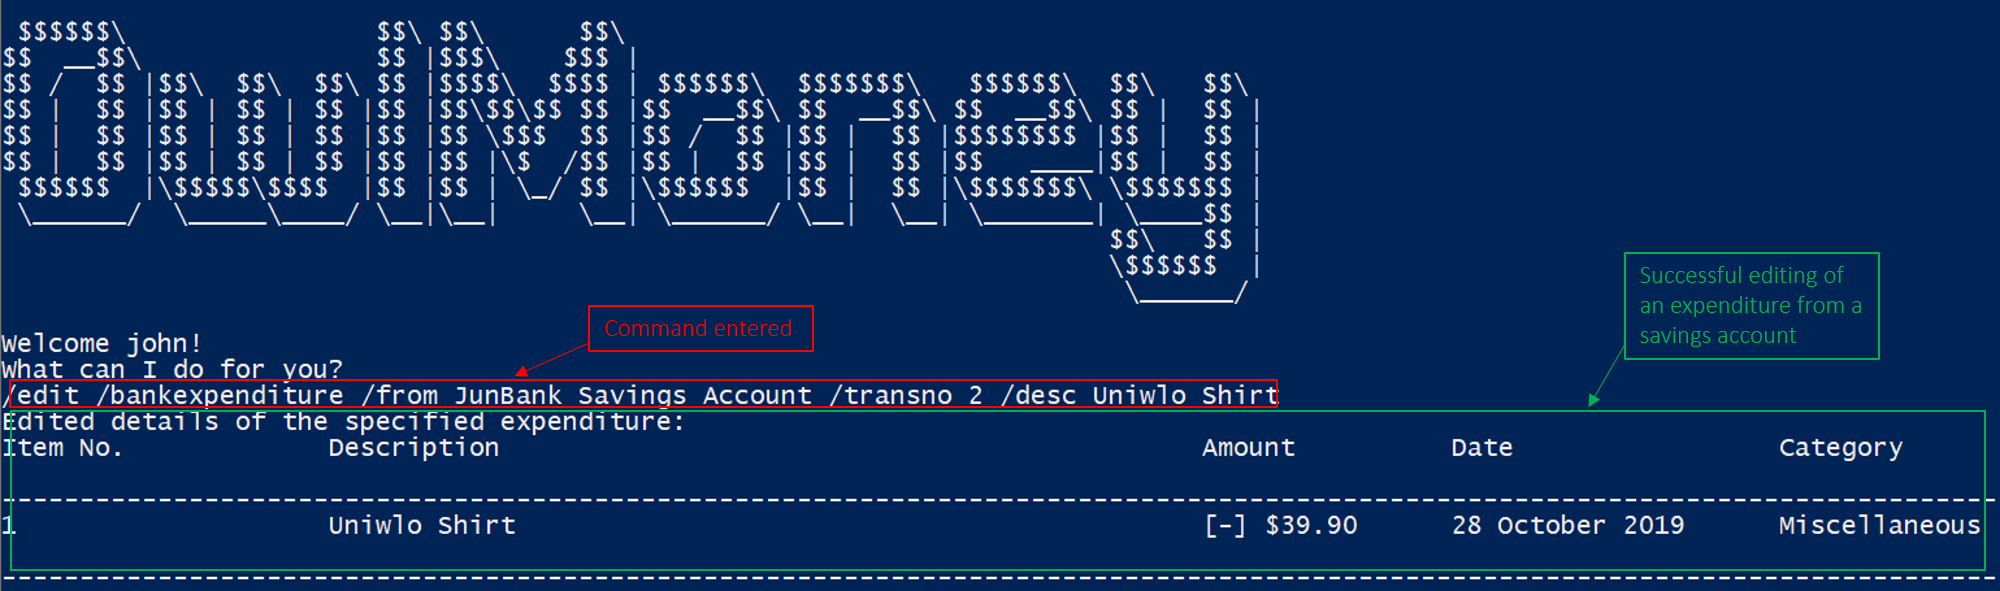 OwlMoney
Command entered
Successful editing of
an expenditure from a
savings account
Welcome john!
What can I do for you?
/edit /bankexpenditure /from JunBank Savings Account /transno 2 /desc Uniwlo Shirt
Edited details of the specified expenditure:
Item No. Description Amount Date Category
1 Uniwlo Shirt [-] $39.90 28 October 2019 Miscellaneous